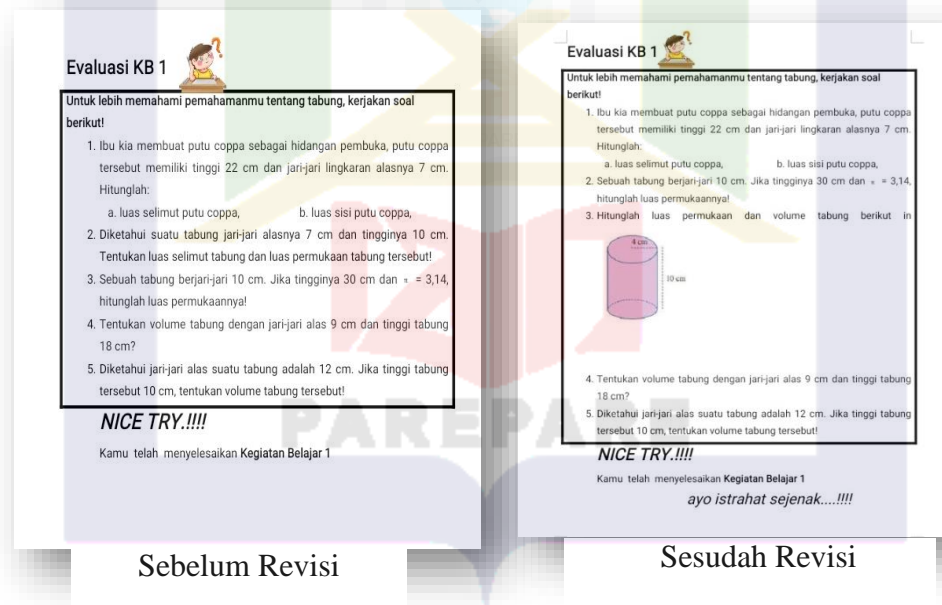 Evaluasi KB 1
Untuk lebih memahami pemahamanmu tentang tabung, kerjakan soal
berikut!
1. Ibu kia membuat putu coppa sebagai hidangan pembuka, putu coppa
tersebut memiliki tinggi 22 cm dan jari-jari lingkaran alasnya 7 cm.
Hitunglah:
a. luas selimut putu coppa, b. luas sisi putu coppa,
2. Diketahui suatu tabung jari-jari alasnya 7 cm dan tingginya 10 cm.
Tentukan luas selimut tabung dan luas permukaan tabung tersebut!
3. Sebuah tabung berjari-jari 10 cm. Jika tingginya 30 cm dan π = 3,14,
hitunglah luas permukaannya!
4. Tentukan volume tabung dengan jari-jari alas 9 cm dan tinggi tabung
18 cm?
5. Diketahui jari-jari alas suatu tabung adalah 12 cm. Jika tinggi tabung
tersebut 10 cm, tentukan volume tabung tersebut!
NICE TRY.!!!!
Kamu telah menyelesaikan Kegiatan Belajar 1
Sebelum Revisi
Evaluasi KB 1
Untuk lebih memahami pemahamanmu tentang tabung, kerjakan soal
berikut!
1. Ibu kia membuat putu coppa sebagai hidangan pembuka, putu coppa
tersebut memiliki tinggi 22 cm dan jari-jari lingkaran alasnya 7 cm.
Hitunglah:
a. luas selimut putu coppa, b. luas sisi putu coppa,
2. Sebuah tabung berjari-jari 10 cm. Jika tingginya 30 cm dan π = 3,14,
hitunglah luas permukaannya!
3. Hitunglah luas permukaan dan volume tabung berikut in
4 cm
10 cm
4. Tentukan volume tabung dengan jari-jari alas 9 cm dan tinggi tabung
18 cm?
5. Diketahui jari-jari alas suatu tabung adalah 12 cm. Jika tinggi tabung
tersebut 10 cm, tentukan volume tabung tersebut!
NICE TRY.!!!!
Kamu telah menyelesaikan Kegiatan Belajar 1
ayo istrahat sejenak....!!!!
Sesudah Revisi
PAREPARE